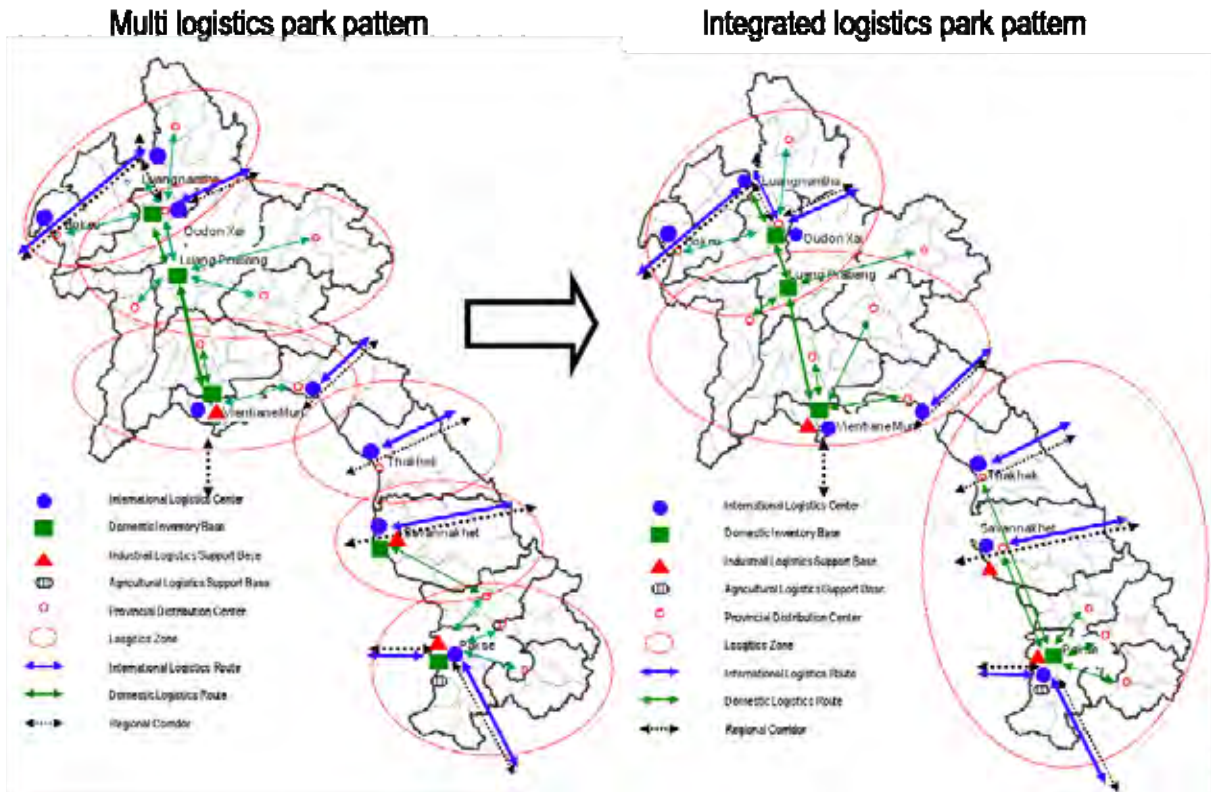 Multi logistics park pattern
Integrated logistics park pattern
Luangnamtha
Bokeo
Oudon Xai
Luang Prabang
Vientiane Mun
Thakhek
Savannakhet
Pakse
International Logistics Center
Domestic Inventory Base
Industrial Logistics Support Base
Agricultural Logistics Support Base
Provincial Distribution Center
Logistics Zone
International Logistics Route
Domestic Logistics Route
Regional Corridor
Luangnamtha
Bokeo
Oudon Xai
Luang Prabang
Vientiane Mun
Thakhek
Savannakhet
Pakse
International Logistics Center
Domestic Inventory Base
Industrial Logistics Support Base
Agricultural Logistics Support Base
Provincial Distribution Center
Logistics Zone
International Logistics Route
Domestic Logistics Route
Regional Corridor